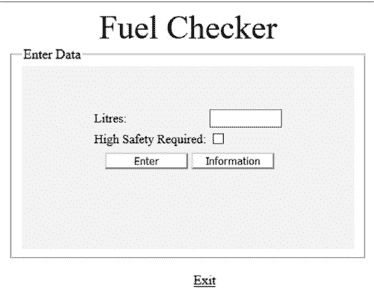 Fuel Checker
Enter Data
Litres:
High Safety Required:
Enter Information
Exit